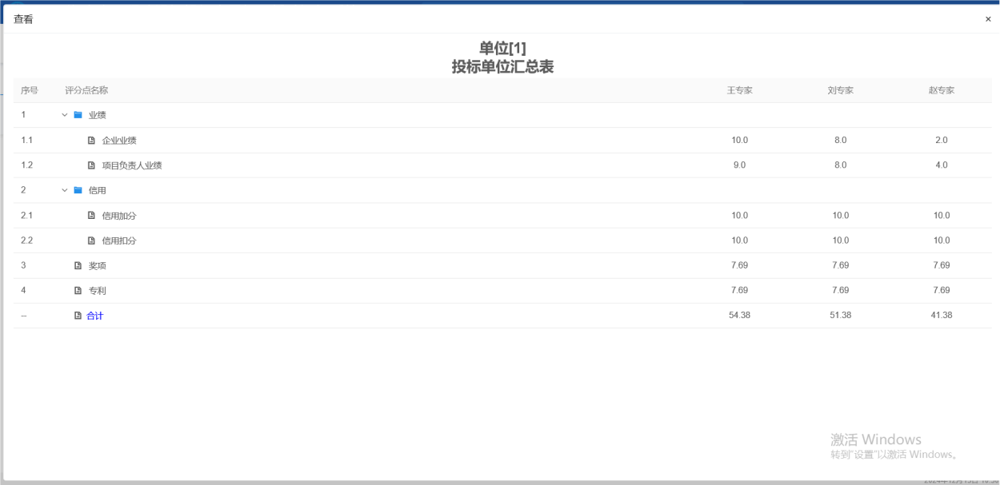 查看
×
单位[1]
投标单位汇总表
序号 评分点名称 王专家 刘专家 赵专家
1 业绩
1.1 企业业绩 10.0 8.0 2.0
1.2 项目负责人业绩 9.0 8.0 4.0
2 信用
2.1 信用加分 10.0 10.0 10.0
2.2 信用扣分 10.0 10.0 10.0
3 奖项 7.69 7.69 7.69
4 专利 7.69 7.69 7.69
-- 合计 54.38 51.38 41.38
激活 Windows
转到"设置"以激活 Windows。